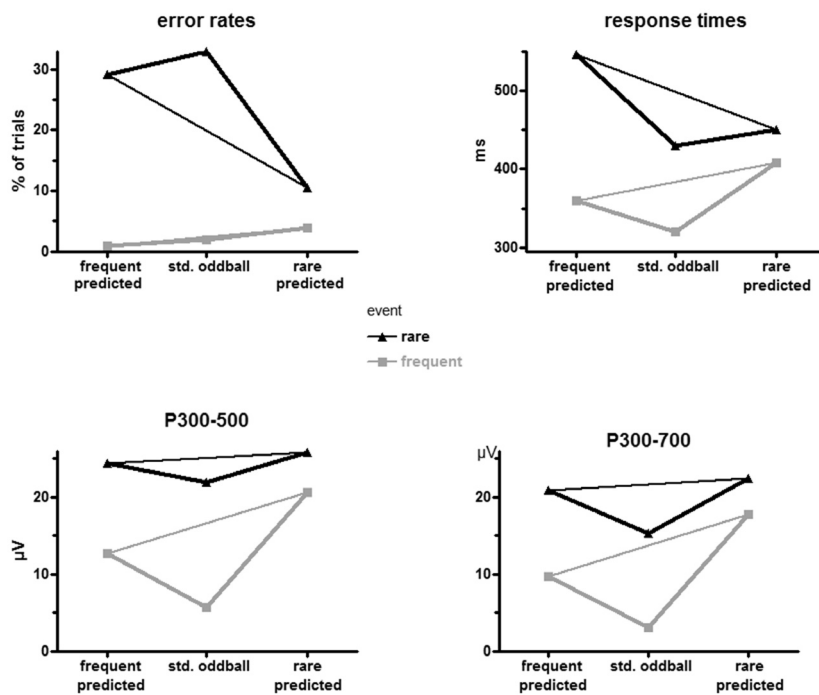 error rates
response times
% of trials
30
20
10
0
frequent predicted
std. oddball
rare predicted
ms
500
400
300
frequent predicted
std. oddball
rare predicted
event
rare
frequent
P300-500
P300-700
µV
20
10
0
frequent predicted
std. oddball
rare predicted
µV
20
10
0
frequent predicted
std. oddball
rare predicted